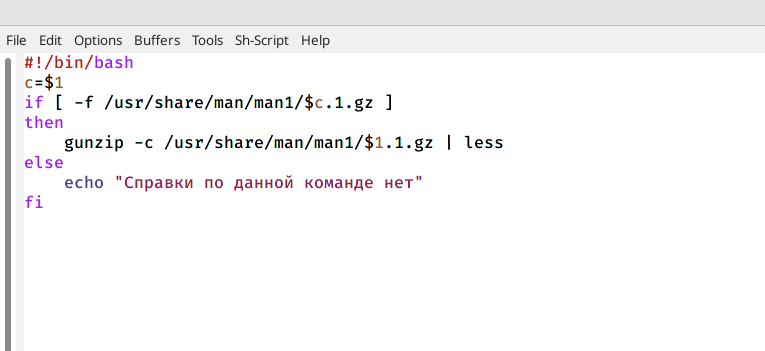 File Edit Options Buffers Tools Sh-Script Help
#!/bin/bash
c=$1
if [ -f /usr/share/man/man1/$c.1.gz ]
then
    gunzip -c /usr/share/man/man1/$1.1.gz | less
else
    echo "Справки по данной команде нет"
fi